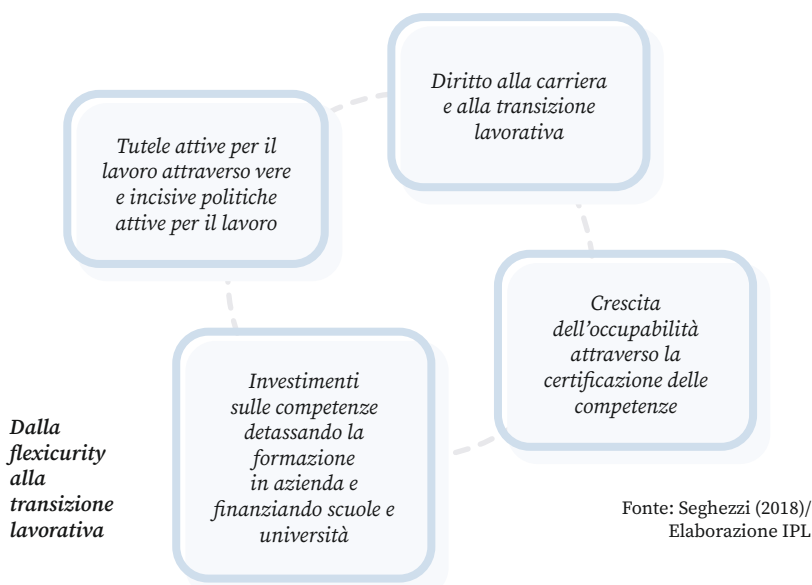 Diritto alla carriera
e alla transizione
lavorativa
Tutele attive per il
lavoro attraverso vere
e incisive politiche
attive per il lavoro
Crescita
dell’occupabilità
attraverso la
certificazione delle
competenze
Investimenti
sulle competenze
detassando la
formazione
in azienda e
finanziando scuole e
università
Dalla
flexicurity
alla
transizione
lavorativa
Fonte: Seghezzi (2018)/
Elaborazione IPL